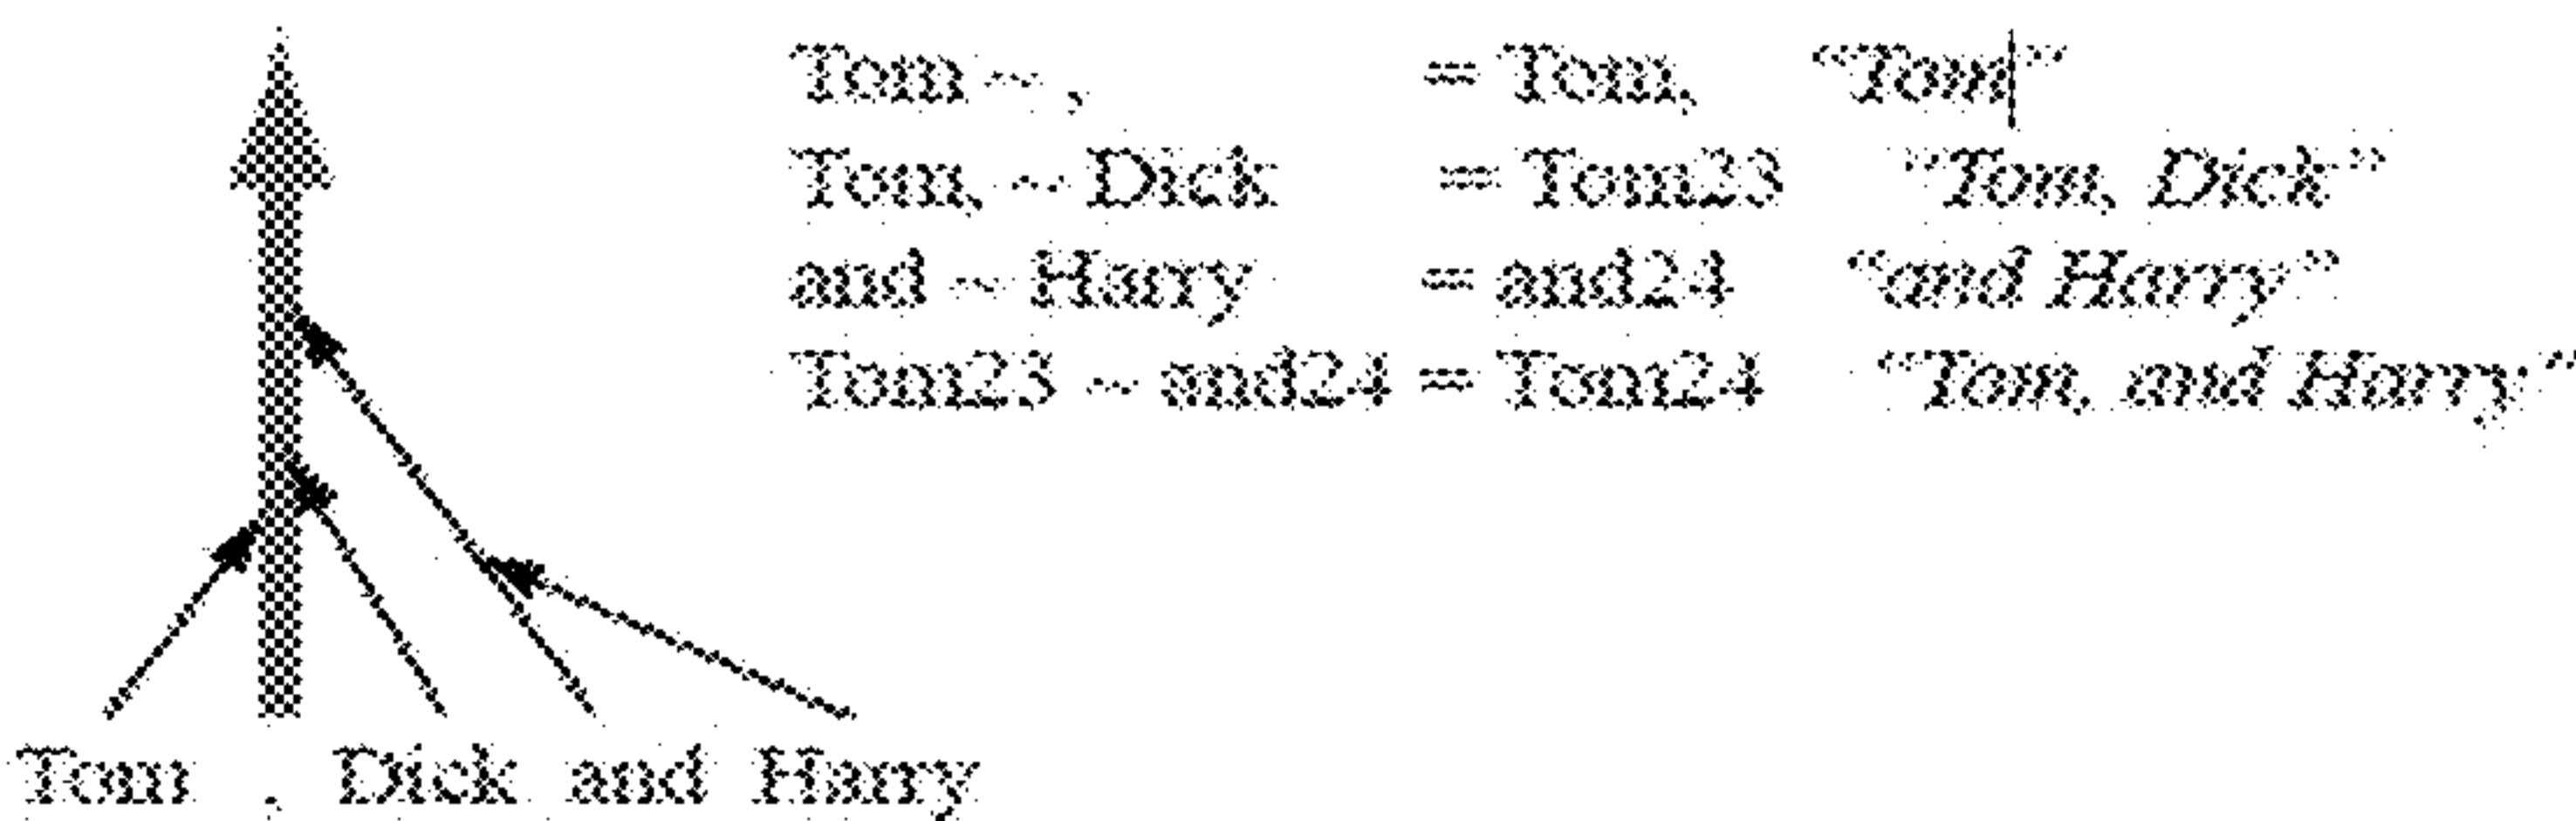 Tom ~ , = Tom, “Tom|”
Tom, ~ Dick = Tom23 “Tom, Dick”
and ~ Harry = and24 “and Harry”
Tom23 ~ and24 = Tom24 “Tom, and Harry”
Tom , Dick and Harry